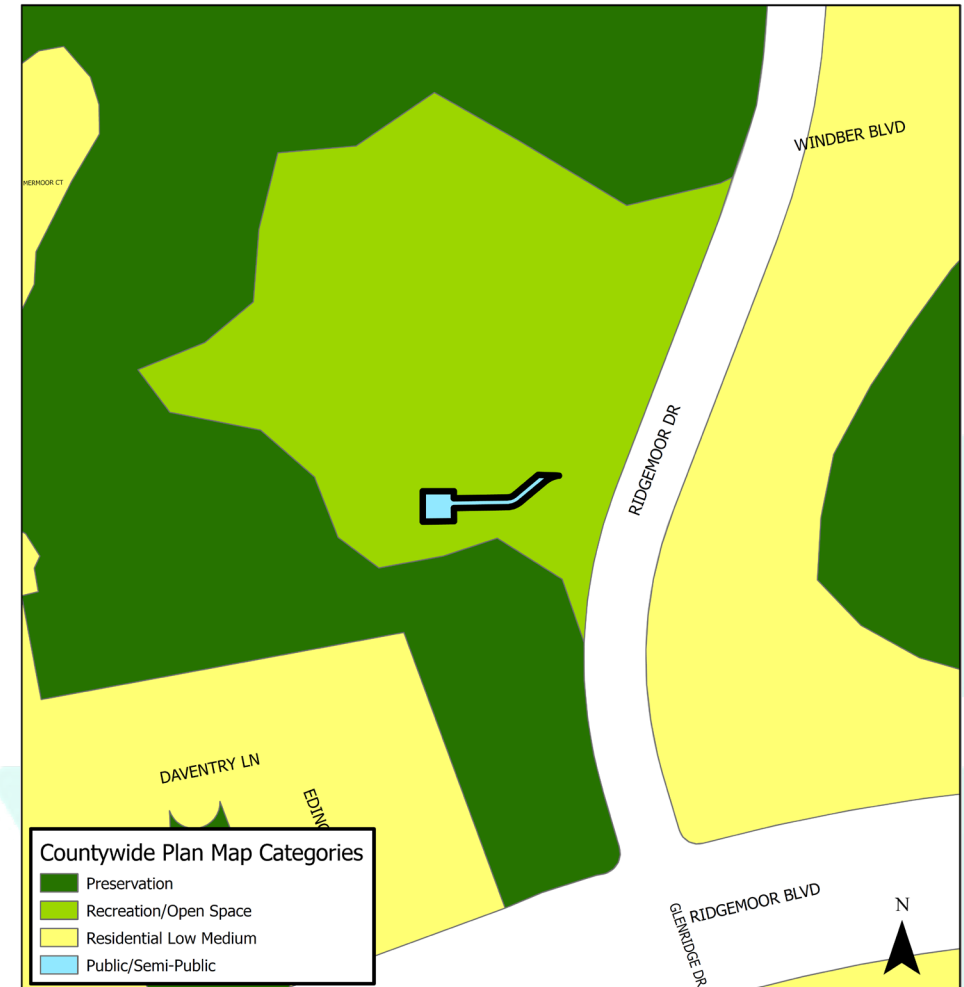 WINDBER BLVD
MERMOOR CT
RIDGEMOOR DR
DAVENTRY LN
EDING
Countywide Plan Map Categories
Preservation
Recreation/Open Space
Residential Low Medium
Public/Semi-Public
RIDGEMOOR BLVD
GLENRIDGE DR
N